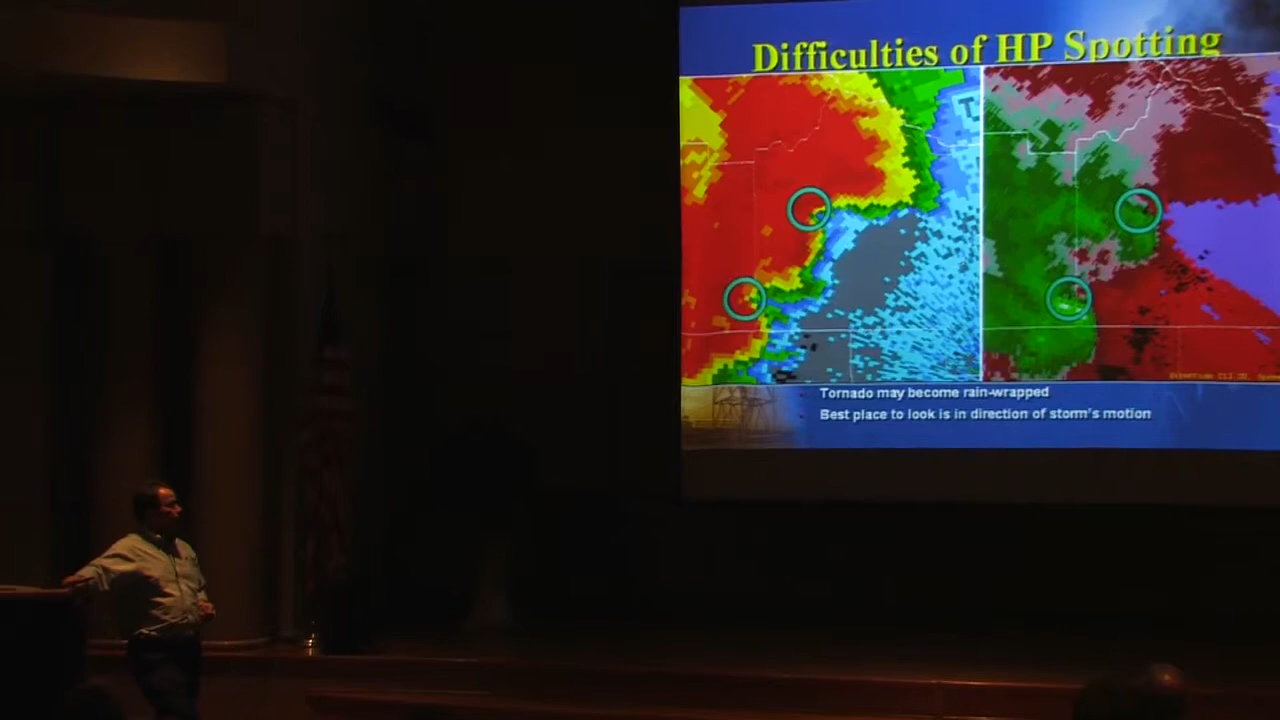 Difficulties of HP Spotting
T
Tornado may become rain-wrapped
Best place to look is in direction of storm's motion